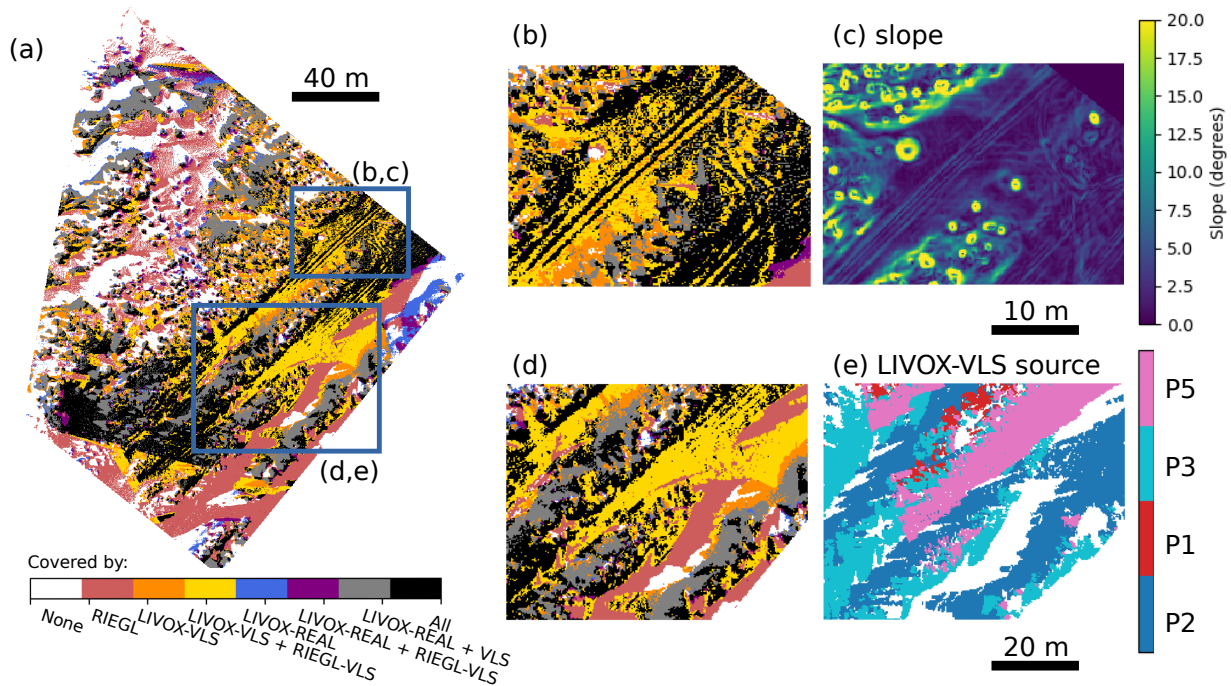 (a)
40 m
(b,c)
(d,e)
Covered by:
None
RIEGL
LIVOX-VLS
LIVOX-VLS + RIEGL-VLS
LIVOX-REAL
LIVOX-REAL + RIEGL-VLS
LIVOX-REAL + VLS
All
(b)
(c) slope
10 m
20.0
17.5
15.0
12.5
10.0
7.5
5.0
2.5
0.0
Slope (degrees)
(d)
(e) LIVOX-VLS source
20 m
P5
P3
P1
P2